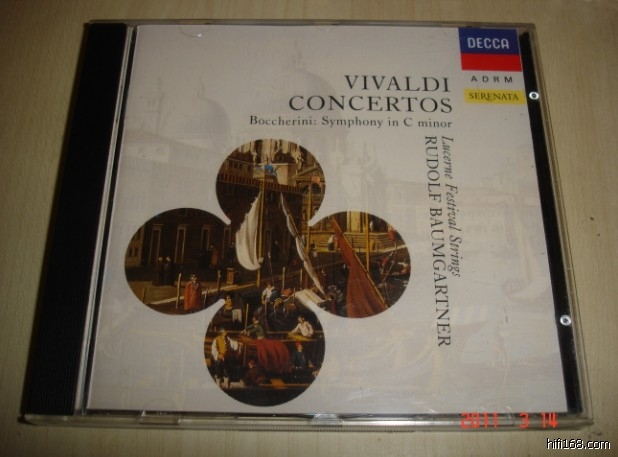 DECCA
ADRM
SERENATA
VIVALDI
CONCERTOS
Boccherini: Symphony in C minor
Lucerne Festival Strings
RUDOLF BAUMGARTNER
2011 3 14
hifi168.com